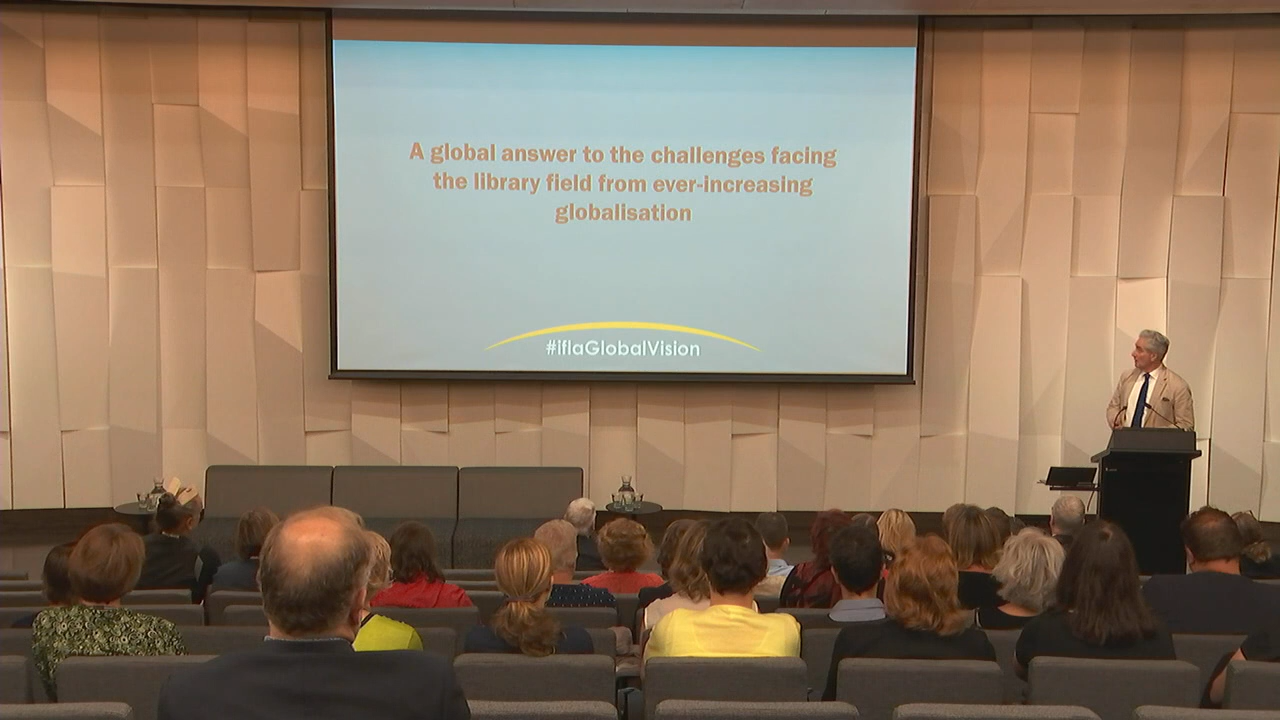 A global answer to the challenges facing
the library field from ever-increasing
globalisation
#iflaGlobalVision